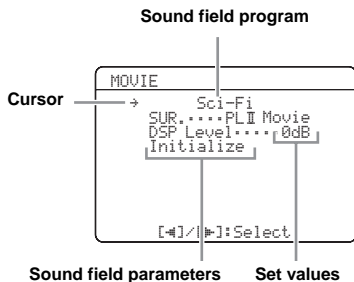 Sound field program
MOVIE
Cursor
→ Sci-Fi
SUR.····PLⅡ Movie
DSP Level····0dB
Initialize
[◀]/[▶]:Select
Sound field parameters Set values